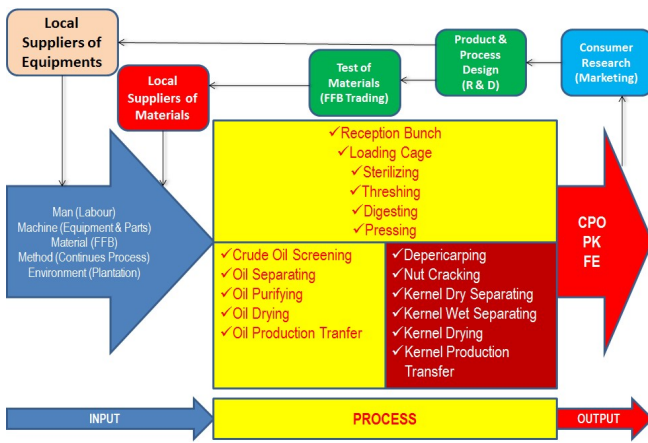 Local
Suppliers of
Equipments
Local
Suppliers of
Materials
Test of
Materials
(FFB Trading)
Product &
Process
Design
(R & D)
Consumer
Research
(Marketing)
Man (Labour)
Machine (Equipment & Parts)
Material (FFB)
Method (Continues Process)
Environment (Plantation)
✓Reception Bunch
✓Loading Cage
✓Sterilizing
✓Threshing
✓Digesting
✓Pressing
✓Crude Oil Screening
✓Oil Separating
✓Oil Purifying
✓Oil Drying
✓Oil Production Tranfer
✓Depericarping
✓Nut Cracking
✓Kernel Dry Separating
✓Kernel Wet Separating
✓Kernel Drying
✓Kernel Production
Transfer
CPO
PK
FE
INPUT
PROCESS
OUTPUT